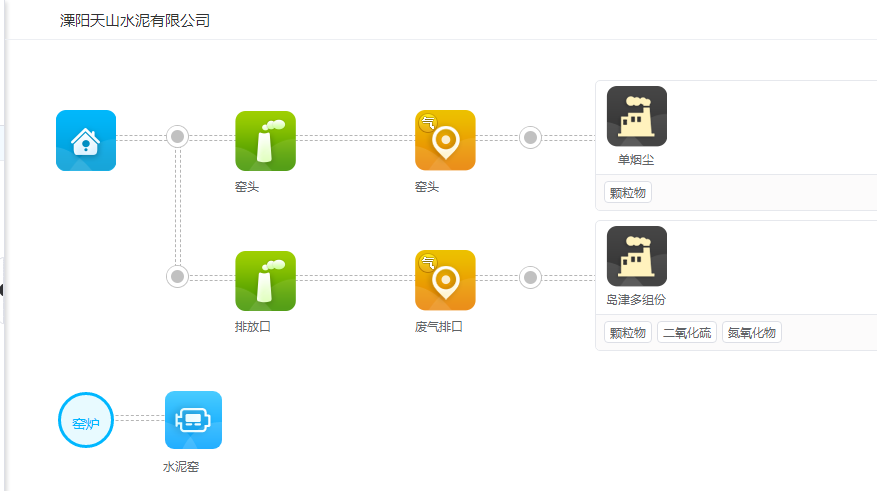 溧阳天山水泥有限公司
气
单烟尘
窑头
窑头
颗粒物
气
岛津多组份
排放口
废气排口
颗粒物
二氧化硫
氮氧化物
窑炉
水泥窑